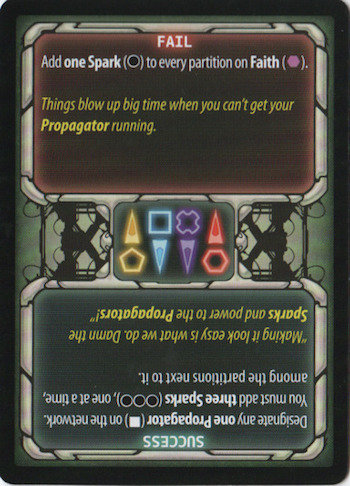 FAIL
Add one Spark (○) to every partition on Faith (⬣).
Things blow up big time when you can't get your
Propagator running.
SUCCESS
Designate any one Propagator (■) on the network.
You must add three Sparks (○○○), one at a time,
among the partitions next to it.
"Making it look easy is what we do. Damn the
Sparks and power to the Propagators!"